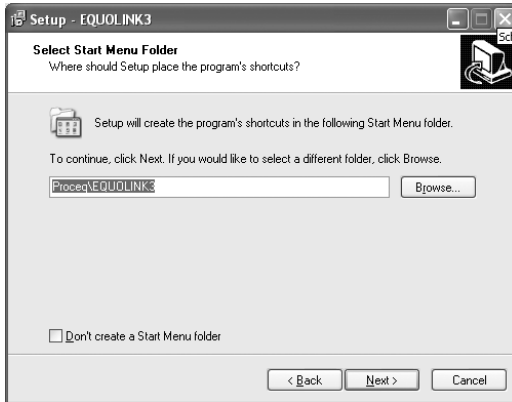 Setup - EQUOLINK3
Sch
Select Start Menu Folder
Where should Setup place the program's shortcuts?
Setup will create the program's shortcuts in the following Start Menu folder.
To continue, click Next. If you would like to select a different folder, click Browse.
Proceq\EQUOLINK3
Browse...
Don't create a Start Menu folder
< Back
Next >
Cancel